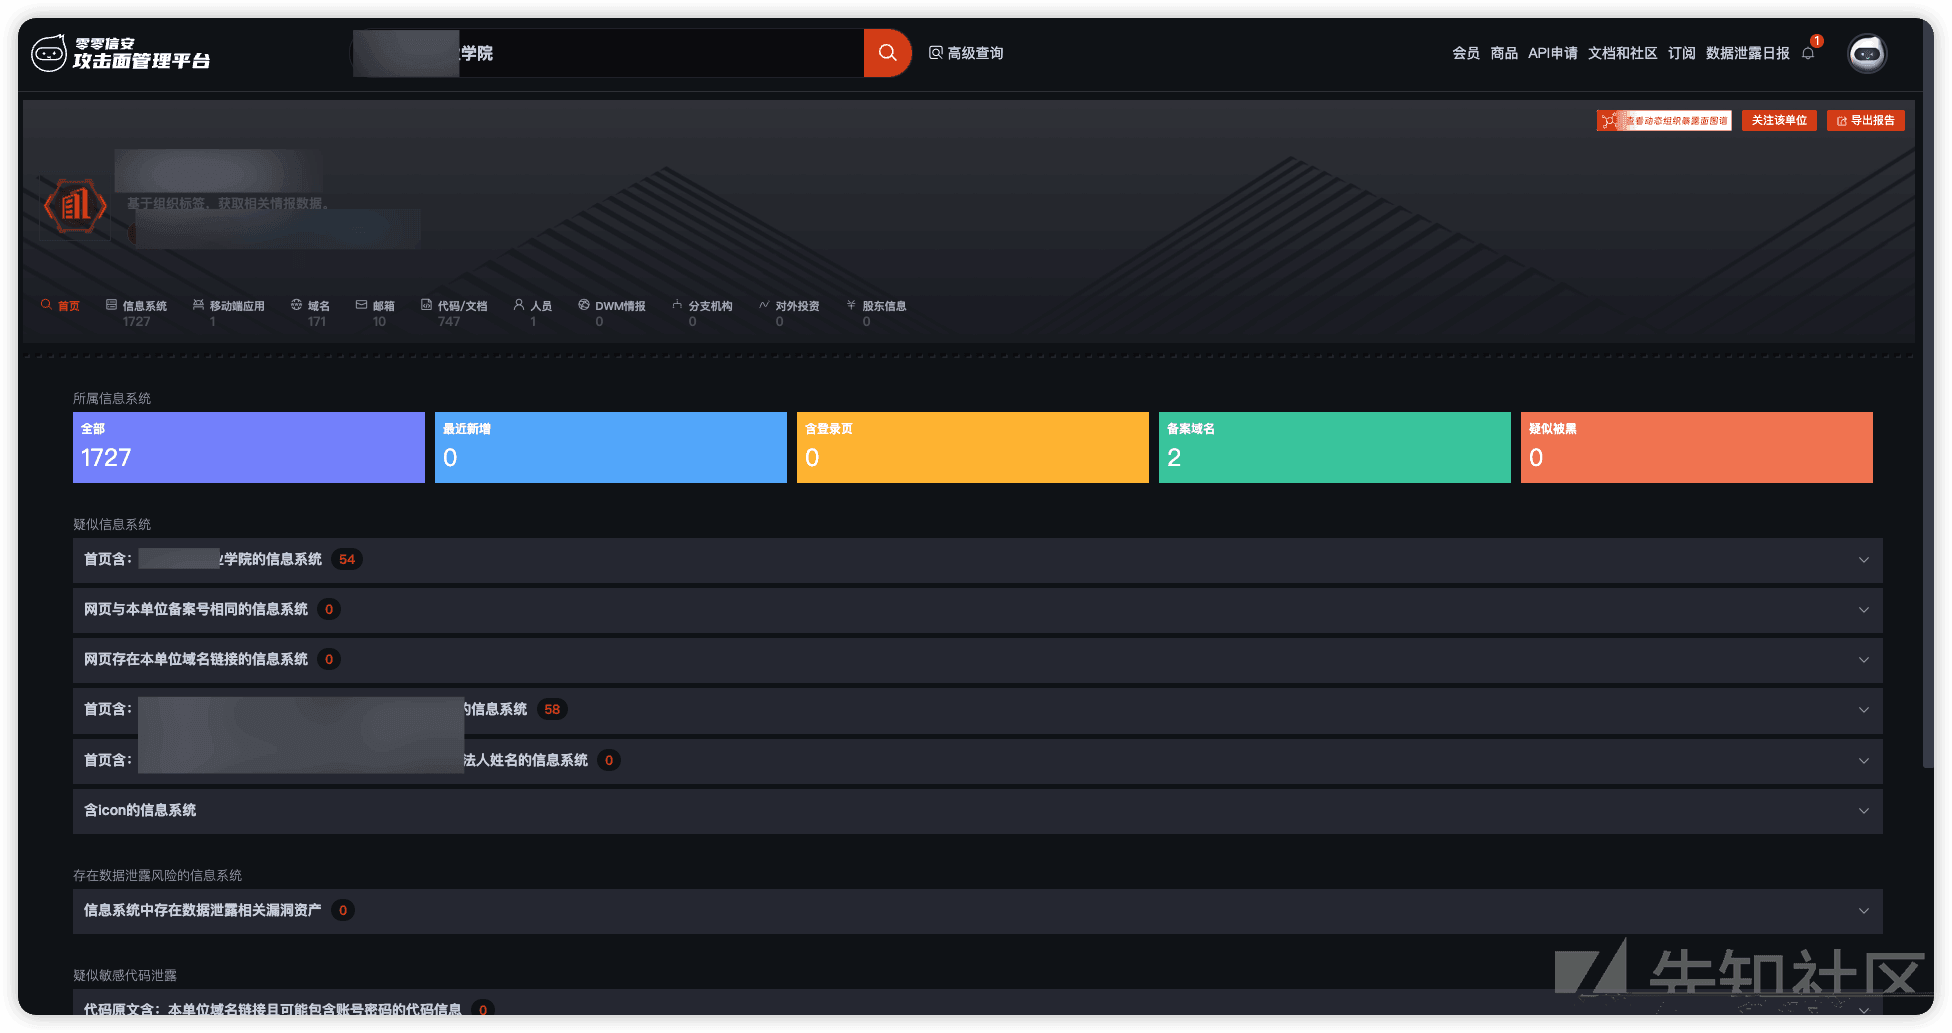 零零信安
攻击面管理平台
学院
高级查询
会员 商品 API申请 文档和社区 订阅 数据泄露日报
1
查看动态组织暴露面图谱 关注该单位 导出报告
基于组织标签、获取相关情报数据。
首页 信息系统 移动端应用 域名 邮箱 代码/文档 人员 DWM情报 分支机构 对外投资 股东信息
1727 1 171 10 747 1 0 0 0 0
所属信息系统
全部 最近新增 含登录页 备案域名 疑似被黑
1727 0 0 2 0
疑似信息系统
首页含： 学院的信息系统 54
网页与本单位备案号相同的信息系统 0
网页存在本单位域名链接的信息系统 0
首页含： 的信息系统 58
首页含： 法人姓名的信息系统 0
含icon的信息系统
存在数据泄露风险的信息系统
信息系统中存在数据泄露相关漏洞资产 0
疑似敏感代码泄露
代码原文含：本单位域名链接且可能包含账号密码的代码信息 0
先知社区